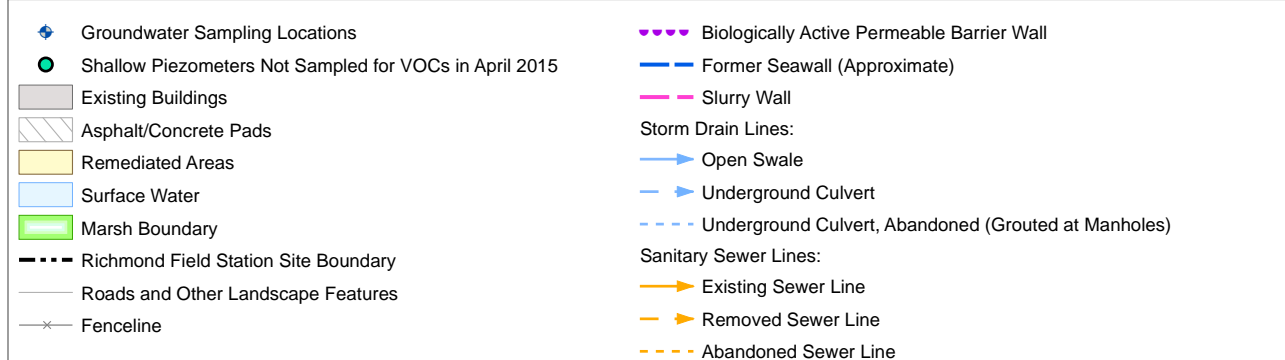 Groundwater Sampling Locations
Shallow Piezometers Not Sampled for VOCs in April 2015
Existing Buildings
Asphalt/Concrete Pads
Remediated Areas
Surface Water
Marsh Boundary
Richmond Field Station Site Boundary
Roads and Other Landscape Features
Fenceline
Biologically Active Permeable Barrier Wall
Former Seawall (Approximate)
Slurry Wall
Storm Drain Lines:
Open Swale
Underground Culvert
Underground Culvert, Abandoned (Grouted at Manholes)
Sanitary Sewer Lines:
Existing Sewer Line
Removed Sewer Line
Abandoned Sewer Line